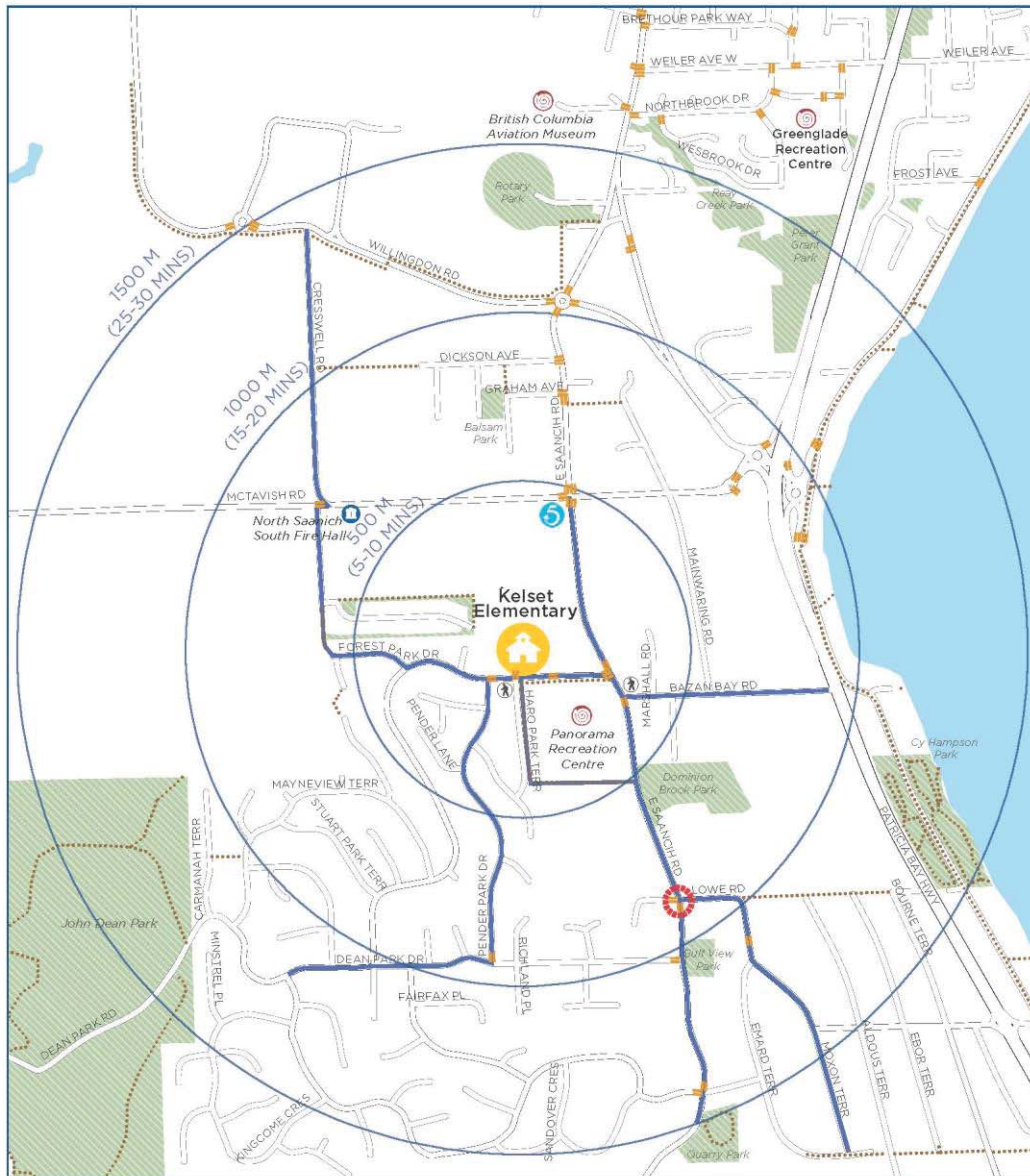 BRETHOUR PARK WAY
WEILER AVE W
WEILER AVE
NORTHBROOK DR
British Columbia
Aviation Museum
Greenglade
Recreation
Centre
WESBROOK DR
FROST AVE
Rotary
Park
Reay
Creek Park
Peter
Grant
Park
WILLINGDON RD
1500 M
(25-30 MINS)
CRESSWELL RD
1000 M
(15-20 MINS)
DICKSON AVE
GRAHAM AVE
Balsam
Park
E SAANCIH RD
MCTAVISH RD
5
North Saanich
South Fire Hall
500 M
(5-10 MINS)
MAINWARING RD
Kelset
Elementary
FOREST PARK DR
MARSHALL RD
BAZAN BAY RD
HARO PARK TERR
PENDER LANE
Panorama
Recreation
Centre
Cy Hampson
Park
Dominion
Brook Park
MAYNEVIEW TERR
STUART PARK TERR
E SAANCIH RD
PATRICIA BAY HWY
CARMANAH TERR
LOWE RD
BOURNE TERR
John Dean Park
PENDER PARK DR
MINSTREL PL
RICHLAND PL
DEAN PARK DR
Gulf View
Park
FAIRFAX PL
DEAN PARK RD
EMARD TERR
MOXON TERR
ALDOUS TERR
EBOR TERR
KINGCOME CRES
SANDOVER CRES
Quarry Park